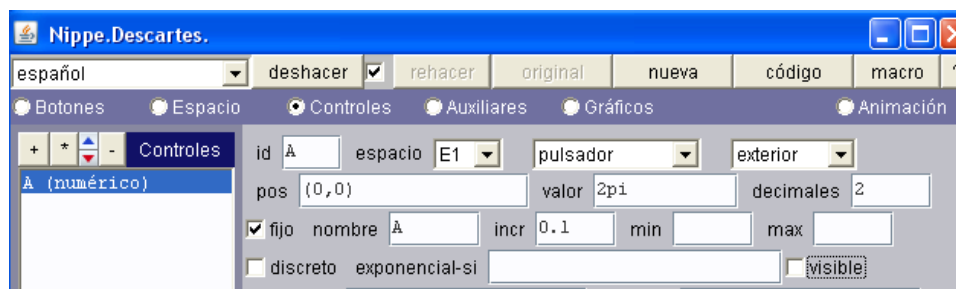 Nippe.Descartes.
español deshacer rehacer original nueva código macro
Botones Espacio Controles Auxiliares Gráficos Animación
+ * - Controles id A espacio E1 pulsador exterior
A (numérico) pos (0,0) valor 2pi decimales 2
fijo nombre A incr 0.1 min max
discreto exponencial-si visible